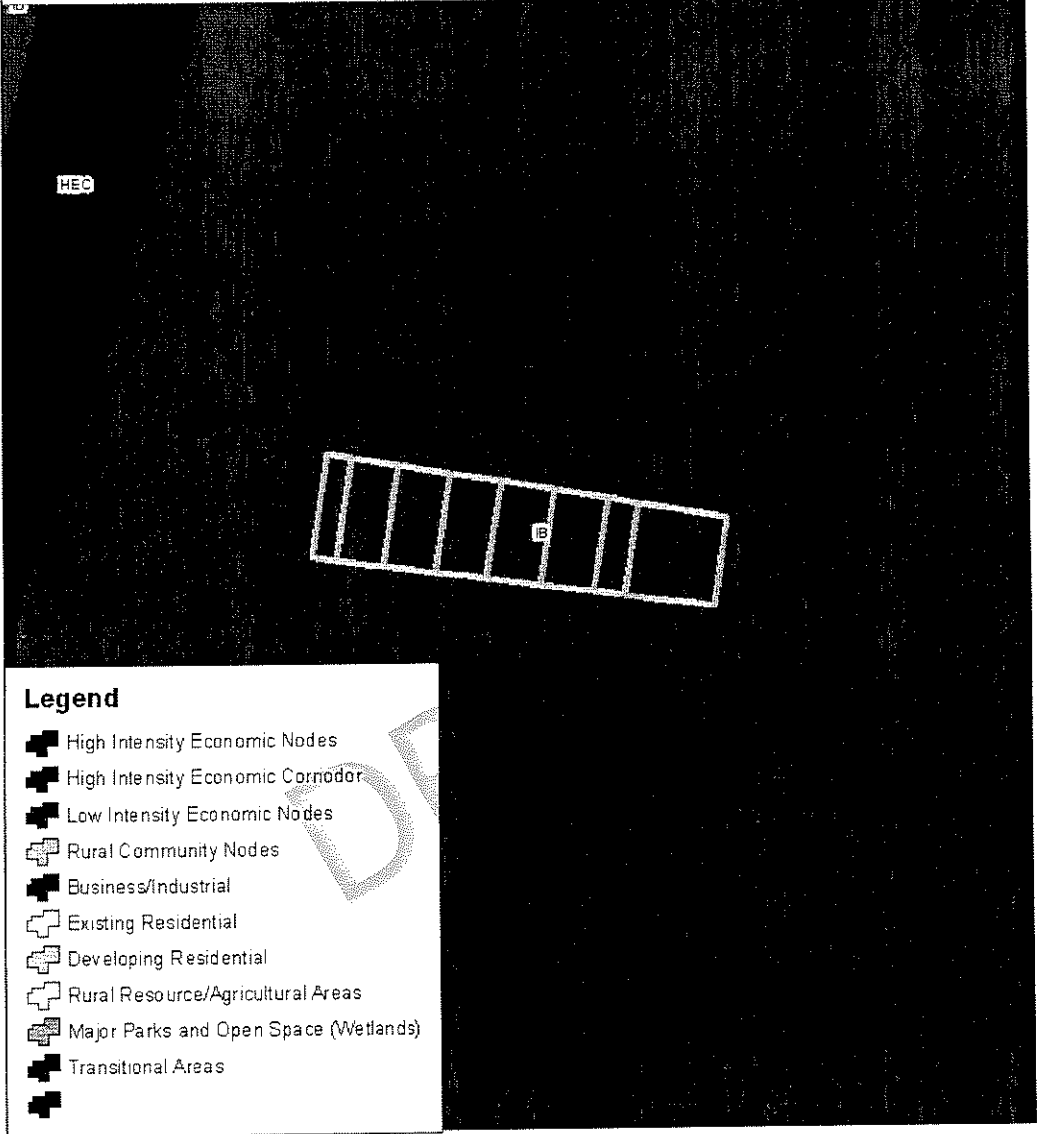 HEC
IB
Legend
High Intensity Economic Nodes
High Intensity Economic Corridor
Low Intensity Economic Nodes
Rural Community Nodes
Business/Industrial
Existing Residential
Developing Residential
Rural Resource/Agricultural Areas
Major Parks and Open Space (Wetlands)
Transitional Areas